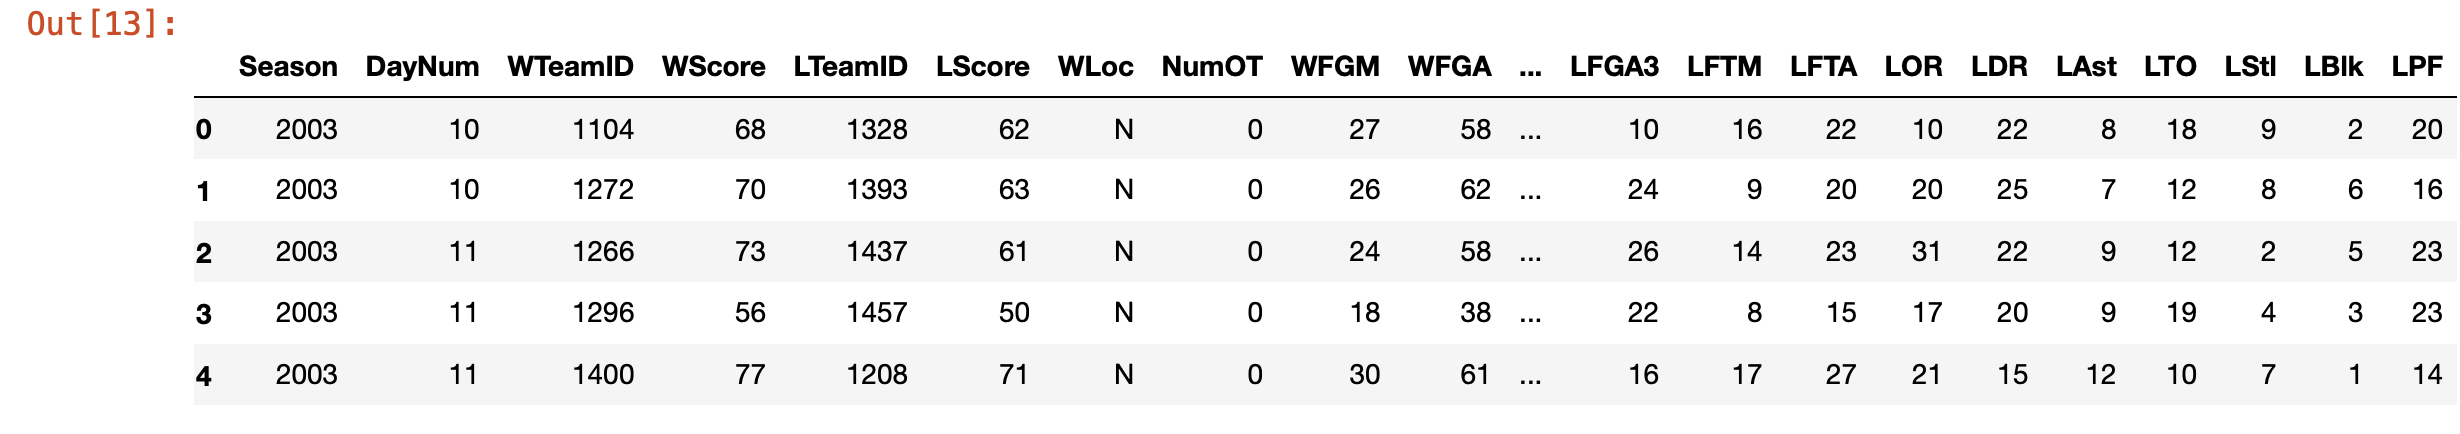 Out[13]:
Season DayNum WTeamID WScore LTeamID LScore WLoc NumOT WFGM WFGA ... LFGA3 LFTM LFTA LOR LDR LAst LTO LStl LBlk LPF
0 2003 10 1104 68 1328 62 N 0 27 58 ... 10 16 22 10 22 8 18 9 2 20
1 2003 10 1272 70 1393 63 N 0 26 62 ... 24 9 20 20 25 7 12 8 6 16
2 2003 11 1266 73 1437 61 N 0 24 58 ... 26 14 23 31 22 9 12 2 5 23
3 2003 11 1296 56 1457 50 N 0 18 38 ... 22 8 15 17 20 9 19 4 3 23
4 2003 11 1400 77 1208 71 N 0 30 61 ... 16 17 27 21 15 12 10 7 1 14